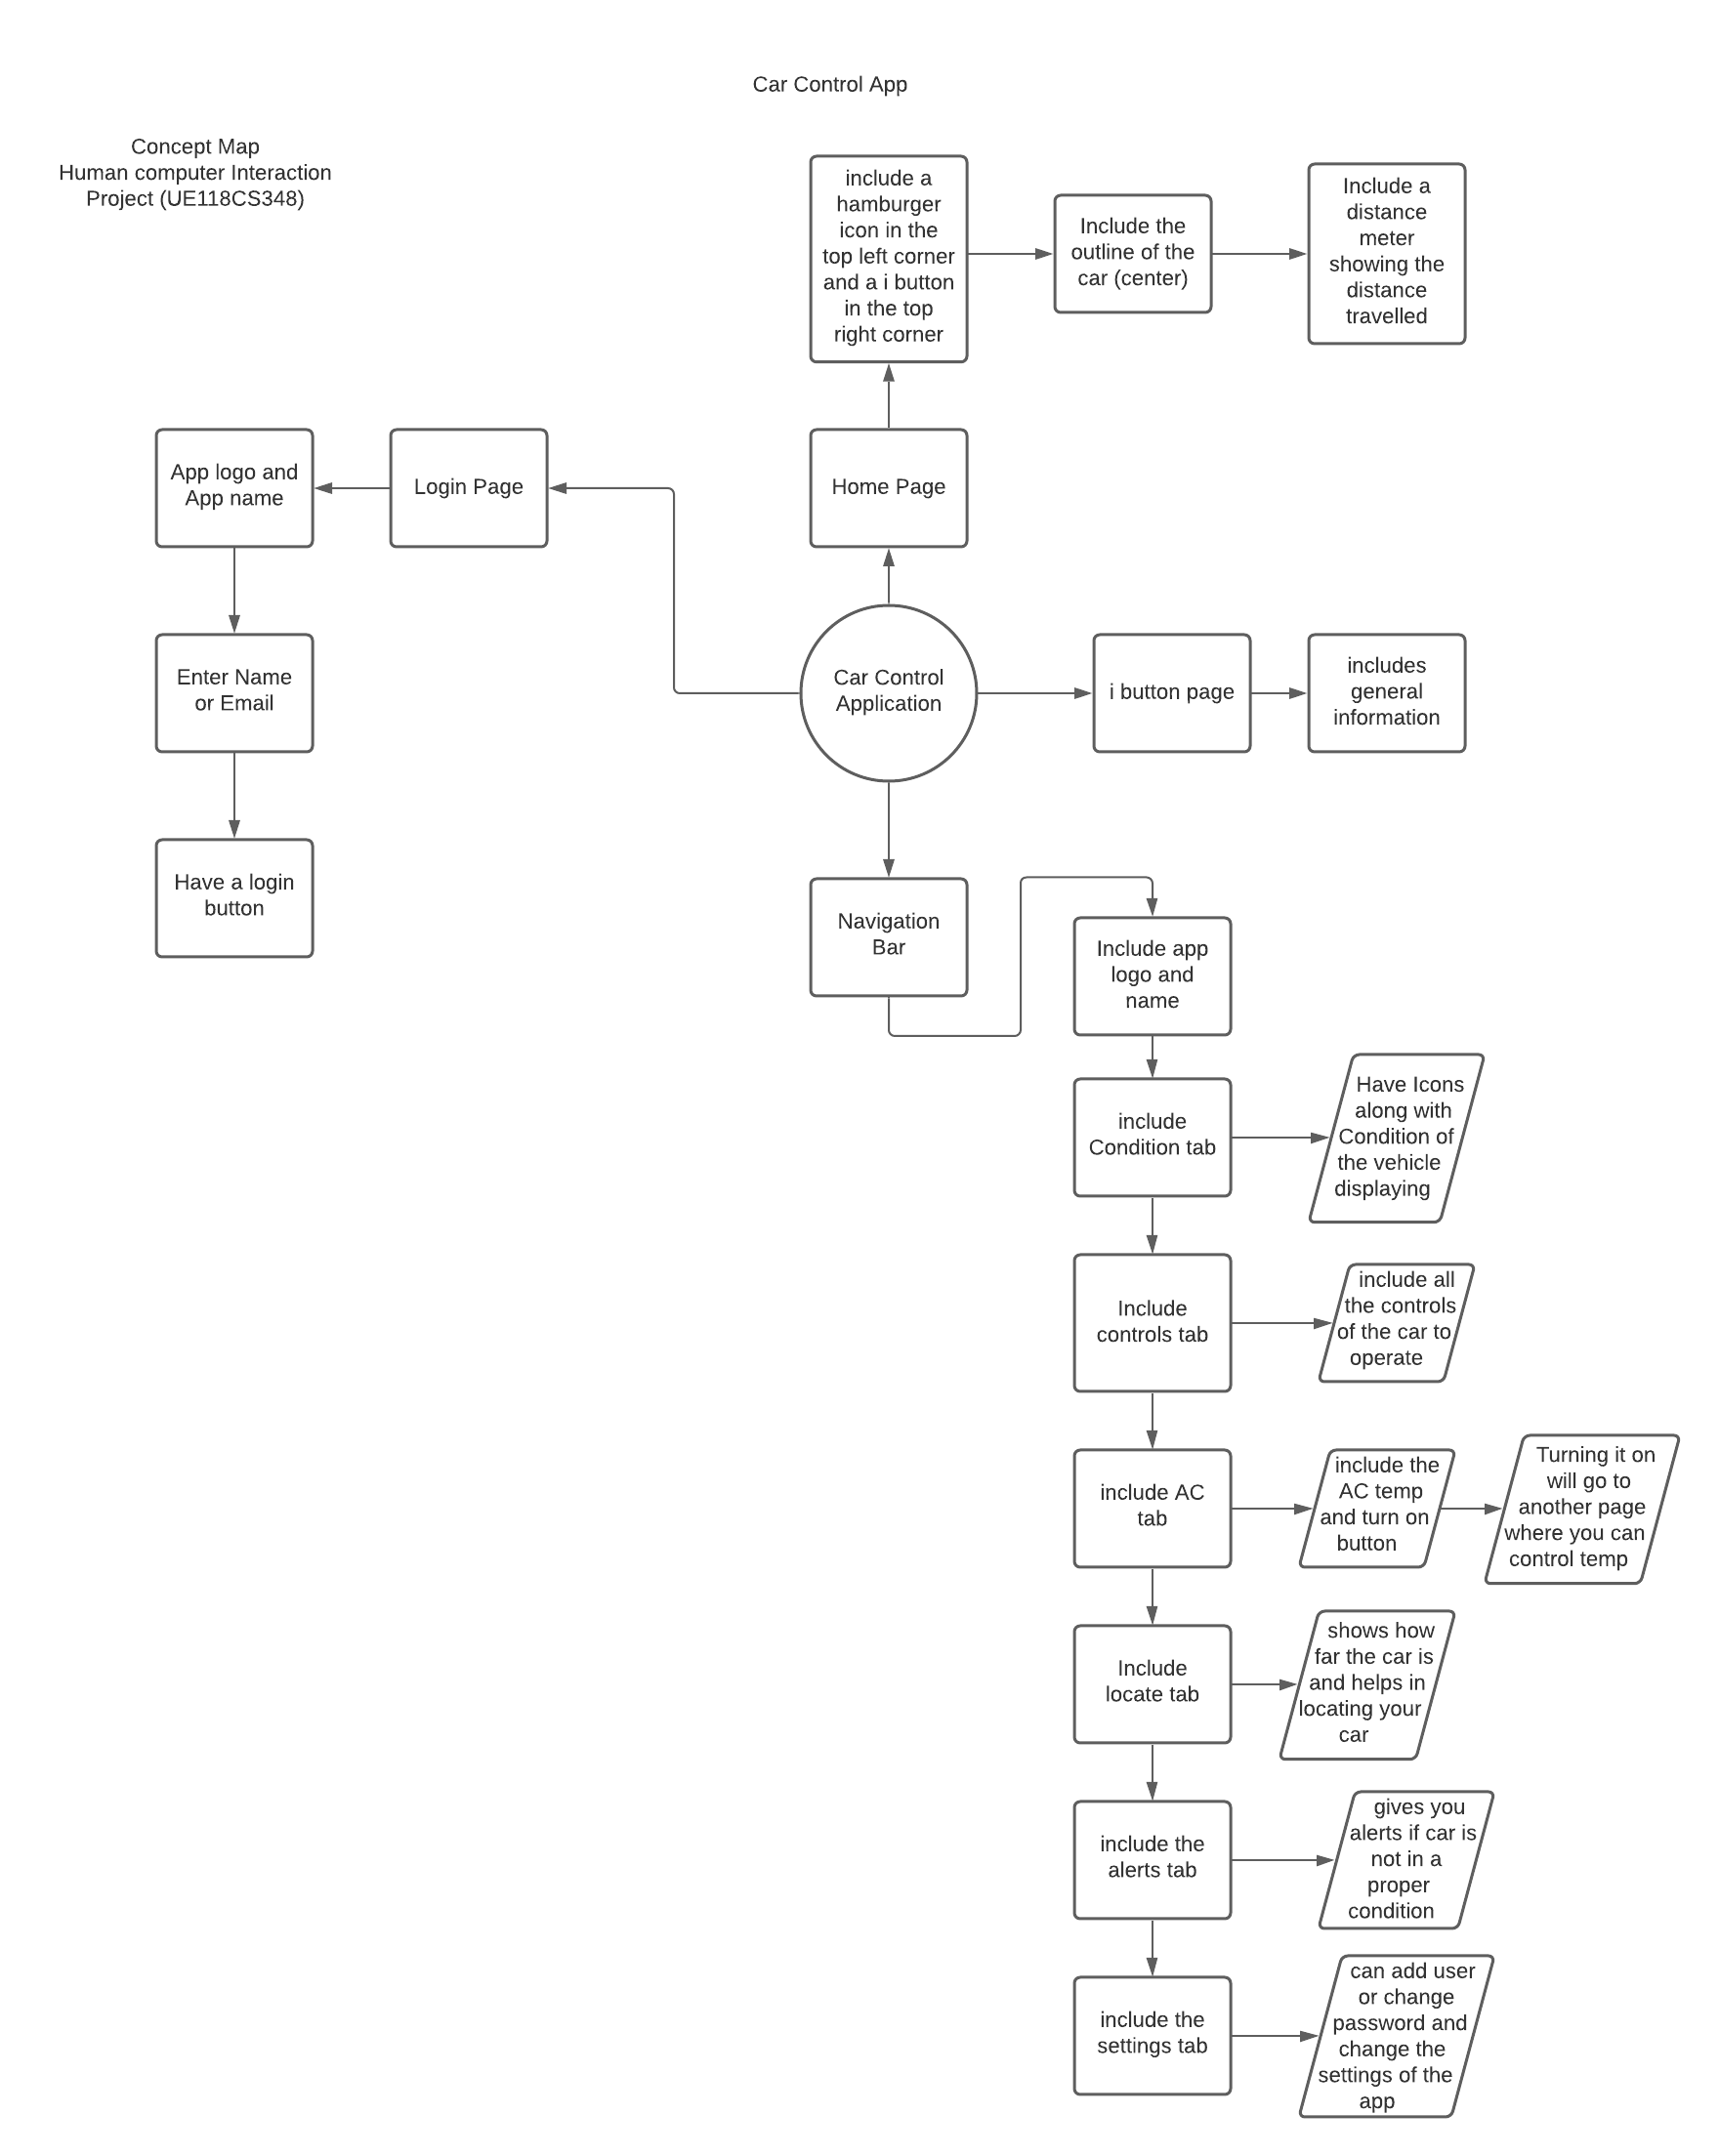 Car Control App
Concept Map
Human computer Interaction
Project (UE118CS348)
include a
hamburger
icon in the
top left corner
and a i button
in the top
right corner
Include the
outline of the
car (center)
Include a
distance
meter
showing the
distance
travelled
App logo and
App name
Login Page
Home Page
Enter Name
or Email
Car Control
Application
i button page
includes
general
information
Have a login
button
Navigation
Bar
Include app
logo and
name
include
Condition tab
Have Icons
along with
Condition of
the vehicle
displaying
Include
controls tab
include all
the controls
of the car to
operate
include AC
tab
include the
AC temp
and turn on
button
Turning it on
will go to
another page
where you can
control temp
Include
locate tab
shows how
far the car is
and helps in
locating your
car
include the
alerts tab
gives you
alerts if car is
not in a
proper
condition
include the
settings tab
can add user
or change
password and
change the
settings of the
app